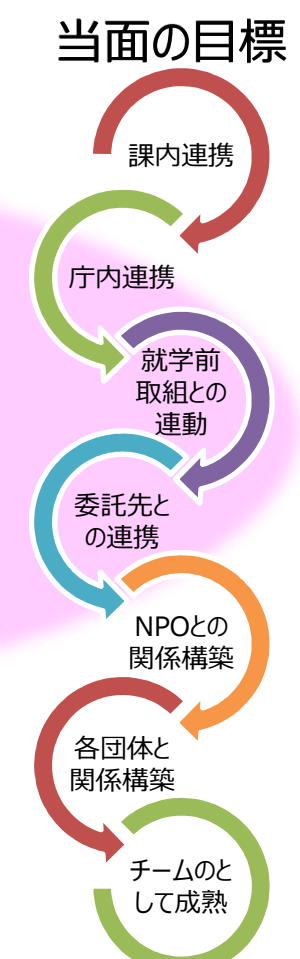 当面の目標
課内連携
庁内連携
就学前
取組との
連動
委託先と
の連携
NPOとの
関係構築
各団体と
関係構築
チームのと
して成熟